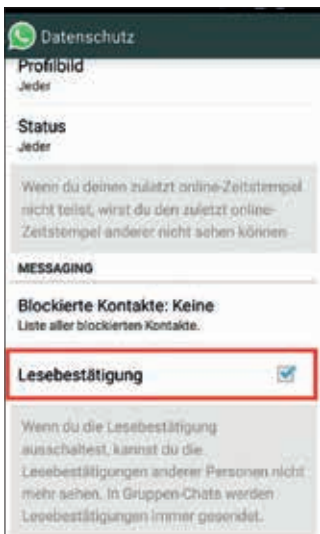 Datenschutz
Profilbild
Jeder
Status
Jeder
Wenn du deinen zuletzt online-Zeitstempel
nicht teilst, wirst du den zuletzt online-
Zeitstempel anderer nicht sehen können
MESSAGING
Blockierte Kontakte: Keine
Liste aller blockierten Kontakte.
Lesebestätigung
Wenn du die Lesebestätigung
ausschaltest, kannst du die
Lesebestätigungen anderer Personen nicht
mehr sehen. In Gruppen-Chats werden
Lesebestätigungen immer gesendet.